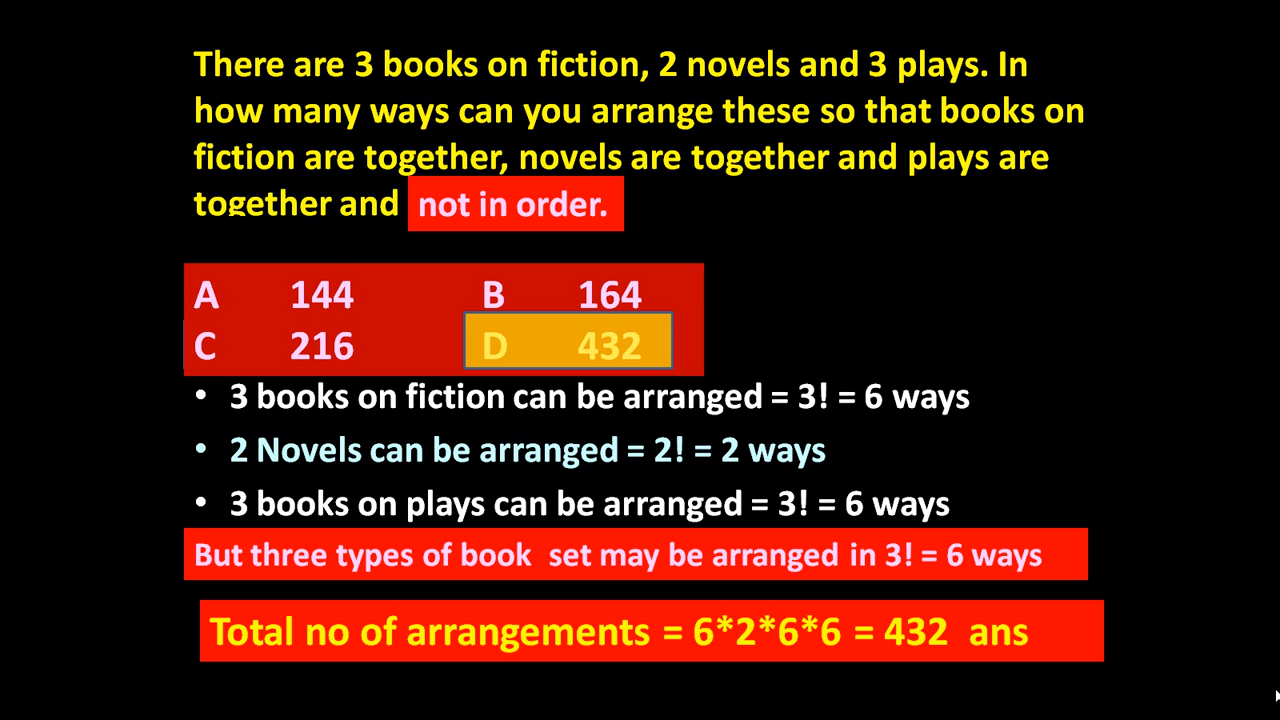 There are 3 books on fiction, 2 novels and 3 plays. In
how many ways can you arrange these so that books on
fiction are together, novels are together and plays are
together and not in order.
A 144 B 164
C 216 D 432
• 3 books on fiction can be arranged = 3! = 6 ways
• 2 Novels can be arranged = 2! = 2 ways
• 3 books on plays can be arranged = 3! = 6 ways
But three types of book set may be arranged in 3! = 6 ways
Total no of arrangements = 6*2*6*6 = 432 ans